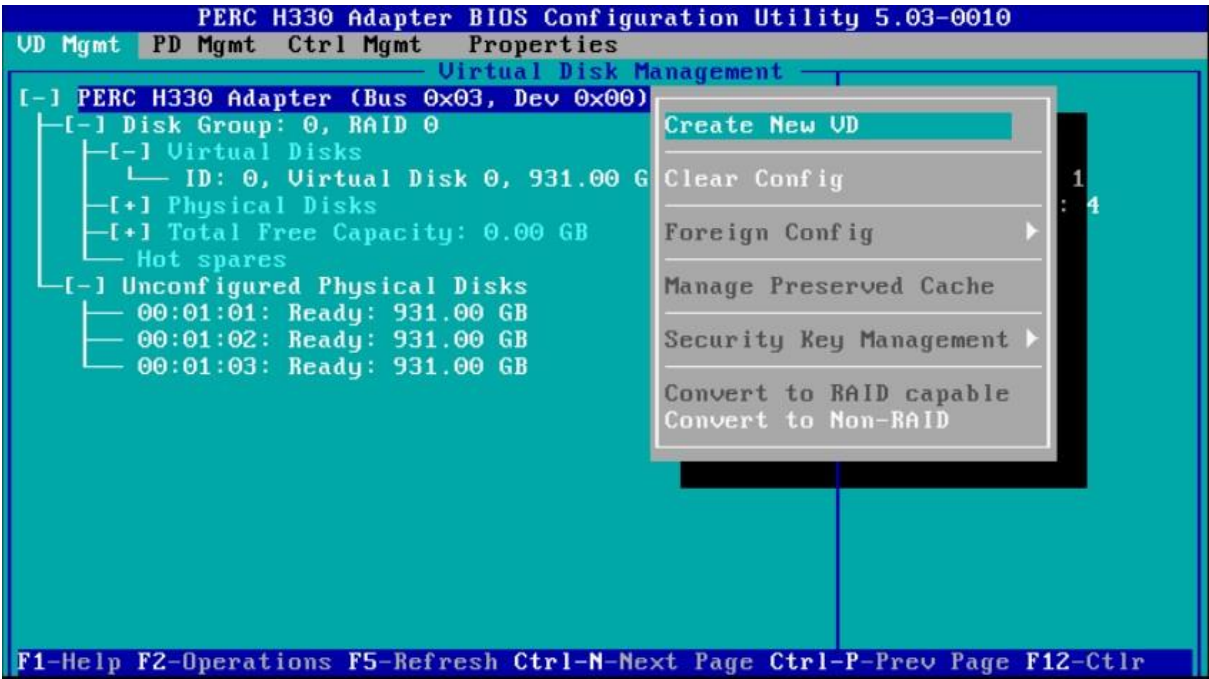 PERC H330 Adapter BIOS Configuration Utility 5.03-0010
VD Mgmt PD Mgmt Ctrl Mgmt Properties
Virtual Disk Management
[-] PERC H330 Adapter (Bus 0x03, Dev 0x00)
[-] Disk Group: 0, RAID 0
[-] Virtual Disks
ID: 0, Virtual Disk 0, 931.00 G
[+] Physical Disks
[+] Total Free Capacity: 0.00 GB
Hot spares
[-] Unconfigured Physical Disks
00:01:01: Ready: 931.00 GB
00:01:02: Ready: 931.00 GB
00:01:03: Ready: 931.00 GB
Create New VD
Clear Config
Foreign Config
Manage Preserved Cache
Security Key Management
Convert to RAID capable
Convert to Non-RAID
1
: 4
F1-Help F2-Operations F5-Refresh Ctrl-N-Next Page Ctrl-P-Prev Page F12-Ctlr